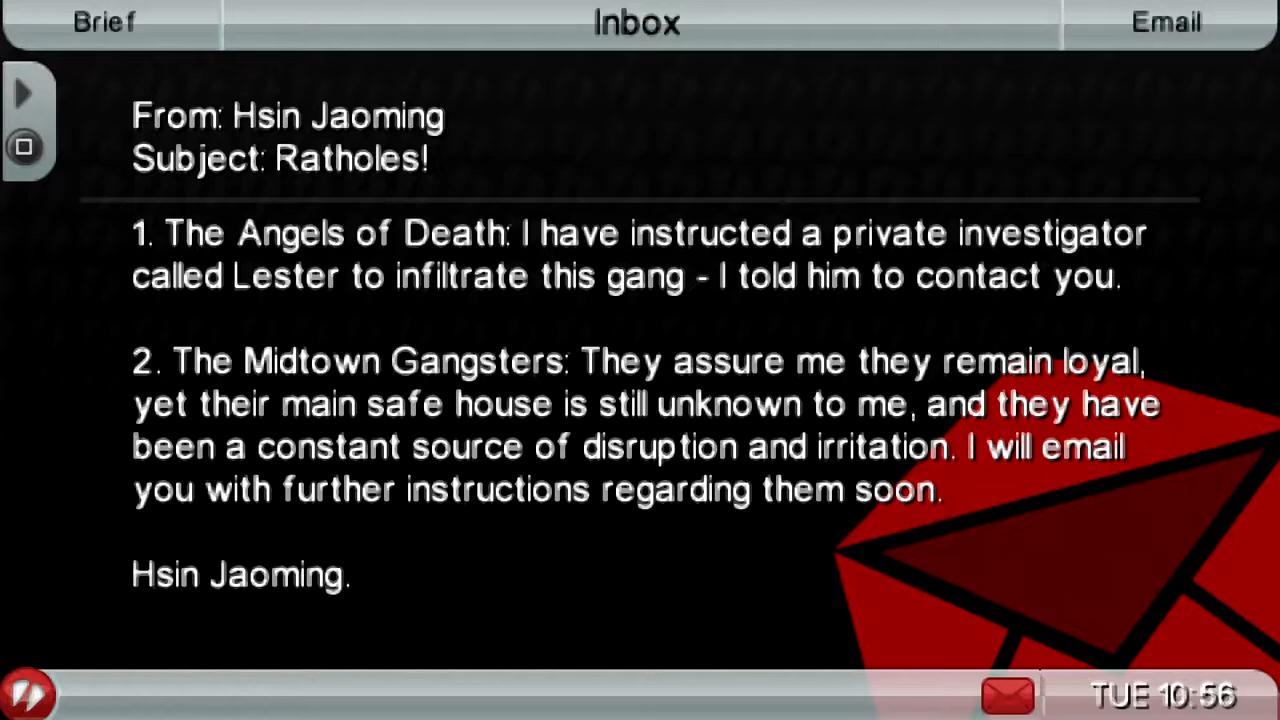 Brief
Inbox
Email
From: Hsin Jaoming
Subject: Ratholes!
1. The Angels of Death: I have instructed a private investigator
called Lester to infiltrate this gang - I told him to contact you.
2. The Midtown Gangsters: They assure me they remain loyal,
yet their main safe house is still unknown to me, and they have
been a constant source of disruption and irritation. I will email
you with further instructions regarding them soon.
Hsin Jaoming.
TUE 10:56